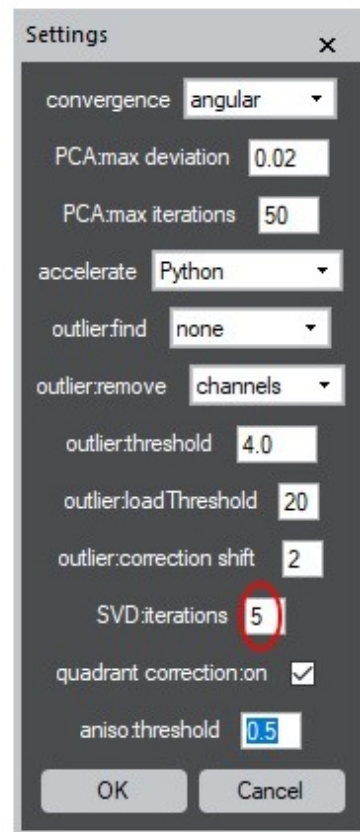 Settings
convergence angular
PCA:max deviation 0.02
PCA:max iterations 50
accelerate Python
outlier:find none
outlier:remove channels
outlier:threshold 4.0
outlier:loadThreshold 20
outlier:correction shift 2
SVD:iterations 5
quadrant correction:on
aniso:threshold 0.5
OK Cancel